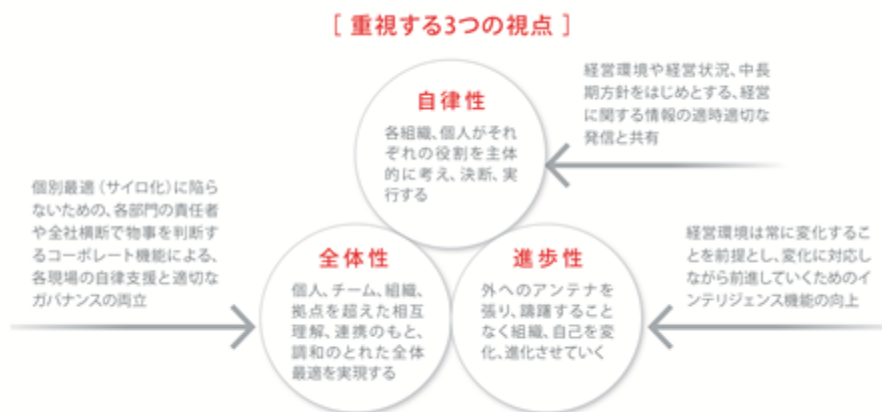 [ 重視する3つの視点 ]
自律性
各組織、個人がそれ
ぞれの役割を主体
的に考え、決断、実
行する
経営環境や経営状況、中長
期方針をはじめとする、経営
に関する情報の適時適切な
発信と共有
個別最適（サイロ化）に陥ら
ないための、各部門の責任者
や全社横断で物事を判断す
るコーポレート機能による、
各現場の自律支援と適切な
ガバナンスの両立
全体性
個人、チーム、組織、
拠点を超えた相互
理解、連携のもと、
調和のとれた全体
最適を実現する
進歩性
外へのアンテナを
張り、躊躇すること
なく組織、自己を変
化、進化させていく
経営環境は常に変化するこ
とを前提とし、変化に対応し
ながら前進していくためのイ
ンテリジェンス機能の向上